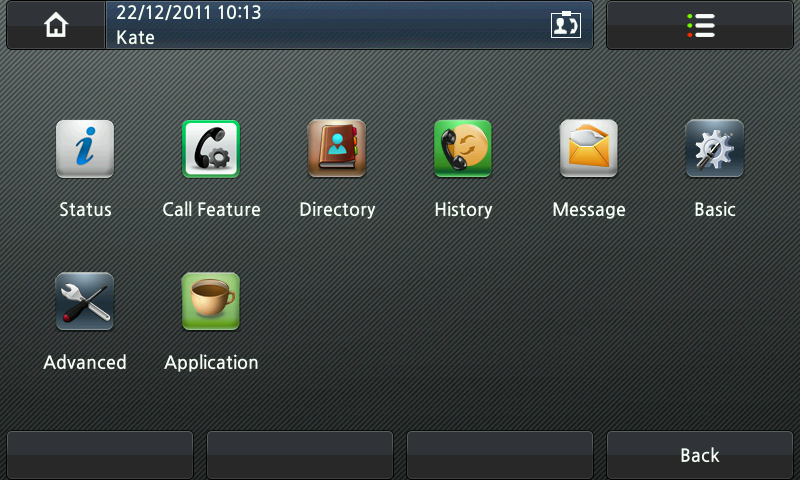 22/12/2011 10:13
Kate
Status
Call Feature
Directory
History
Message
Basic
Advanced
Application
Back